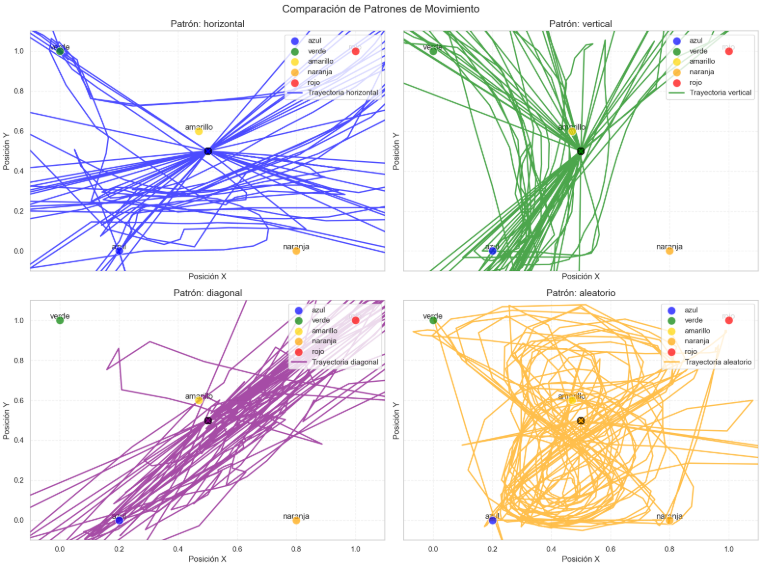 Comparación de Patrones de Movimiento
Patrón: horizontal
verde
amarillo
azul
naranja
azul
verde
amarillo
naranja
rojo
Trayectoria horizontal
1.0
0.8
0.6
0.4
0.2
0.0
Posición Y
Posición X
Patrón: vertical
verde
amarillo
azul
naranja
azul
verde
amarillo
naranja
rojo
Trayectoria vertical
Posición Y
Posición X
Patrón: diagonal
verde
amarillo
azul
naranja
azul
verde
amarillo
naranja
rojo
Trayectoria diagonal
1.0
0.8
0.6
0.4
0.2
0.0
Posición Y
0.0
0.2
0.4
0.6
0.8
1.0
Posición X
Patrón: aleatorio
verde
amarillo
azul
naranja
azul
verde
amarillo
naranja
rojo
Trayectoria aleatorio
Posición Y
0.0
0.2
0.4
0.6
0.8
1.0
Posición X